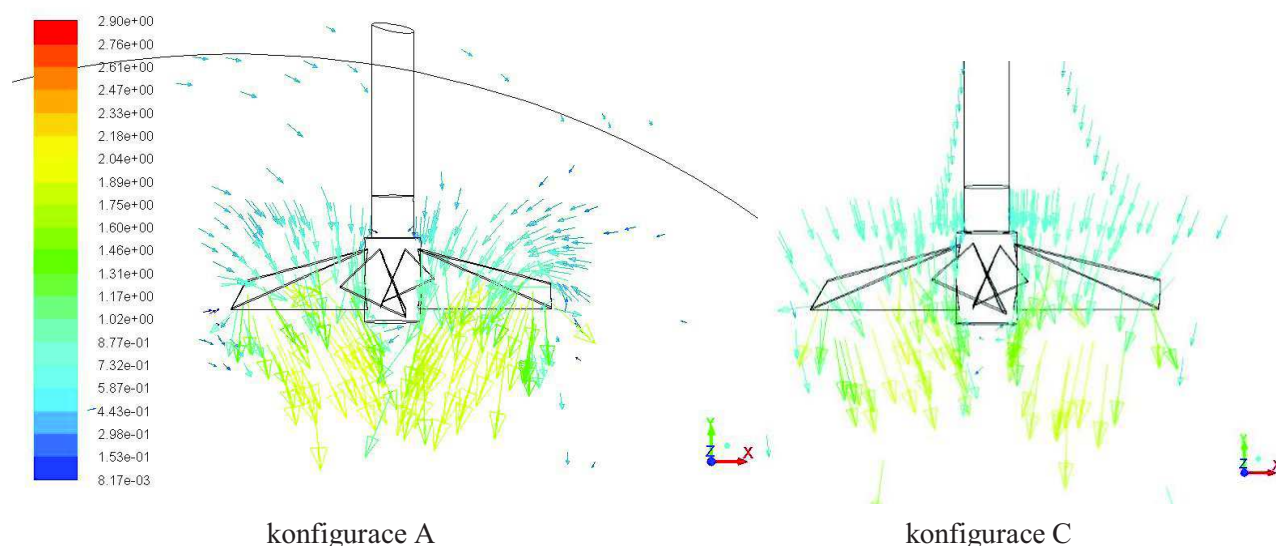 2.90e+00
2.76e+00
2.61e+00
2.47e+00
2.33e+00
2.18e+00
2.04e+00
1.89e+00
1.75e+00
1.60e+00
1.46e+00
1.31e+00
1.17e+00
1.02e+00
8.77e-01
7.32e-01
5.87e-01
4.43e-01
2.98e-01
1.53e-01
8.17e-03
Y
Z X
Y
Z X
konfigurace A
konfigurace C